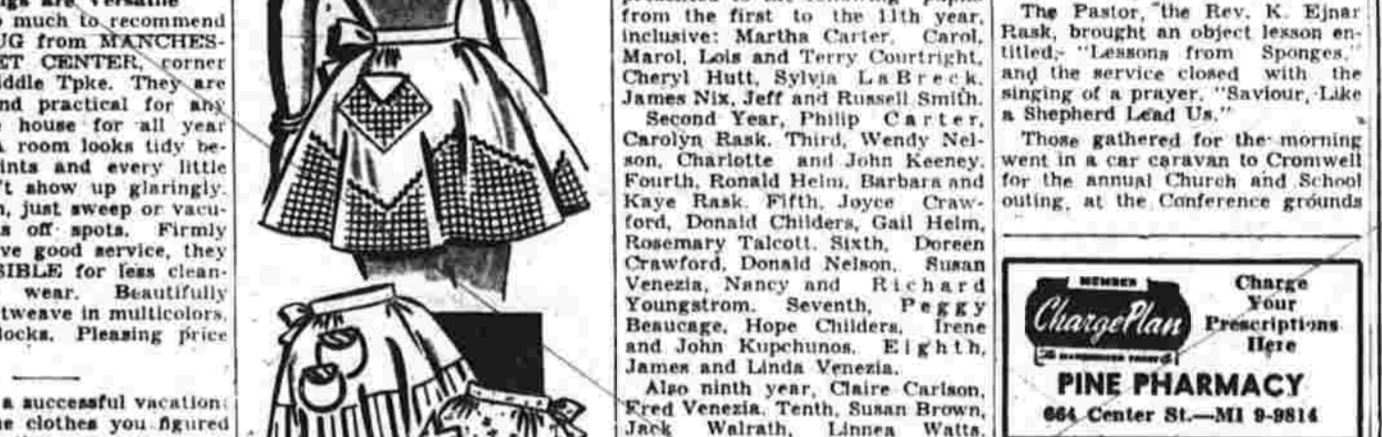 are Versatile
much to recommend
UG from MANCHES-
ET CENTER, corner
iddle Tpke. They are
nd practical for any
house for all year
A room looks tidy be-
ints and every little
't show up glaringly.
n, just sweep or vacu-
s off spots. Firmly
ve good service, they
SIBLE for less clean-
wear. Beautifully
tweave in multicolors.
locks. Pleasing price
a successful vacation:
e clothes you figured
from the first to the 11th year,
inclusive: Martha Carter, Carol,
Marol, Lois and Terry Courtright,
Cheryl Hutt, Sylvia LaBreck,
James Nix, Jeff and Russell Smith.
Second Year, Philip Carter,
Carolyn Rask. Third, Wendy Nel-
son, Charlotte and John Keeney.
Fourth, Ronald Helm, Barbara and
Kaye Rask. Fifth, Joyce Craw-
ford, Donald Childers, Gail Helm,
Rosemary Talcott. Sixth, Doreen
Crawford, Donald Nelson, Susan
Venezia, Nancy and Richard
Youngstrom. Seventh, Peggy
Beaucage, Hope Childers, Irene
and John Kupchunos. Eighth,
James and Linda Venezia.
Also ninth year, Claire Carlson,
Fred Venezia. Tenth, Susan Brown,
Jack Walrath, Linnea Watts.
The Pastor, the Rev. K. Ejnar
Rask, brought an object lesson en-
titled, "Lessons from Sponges,"
and the service closed with the
singing of a prayer, "Saviour, Like
a Shepherd Lead Us."
Those gathered for the morning
went in a car caravan to Cromwell
for the annual Church and School
outing, at the Conference grounds
MEMBER
ChargePlan
Charge
Your
Prescriptions
Here
PINE PHARMACY
664 Center St.—MI 9-9814